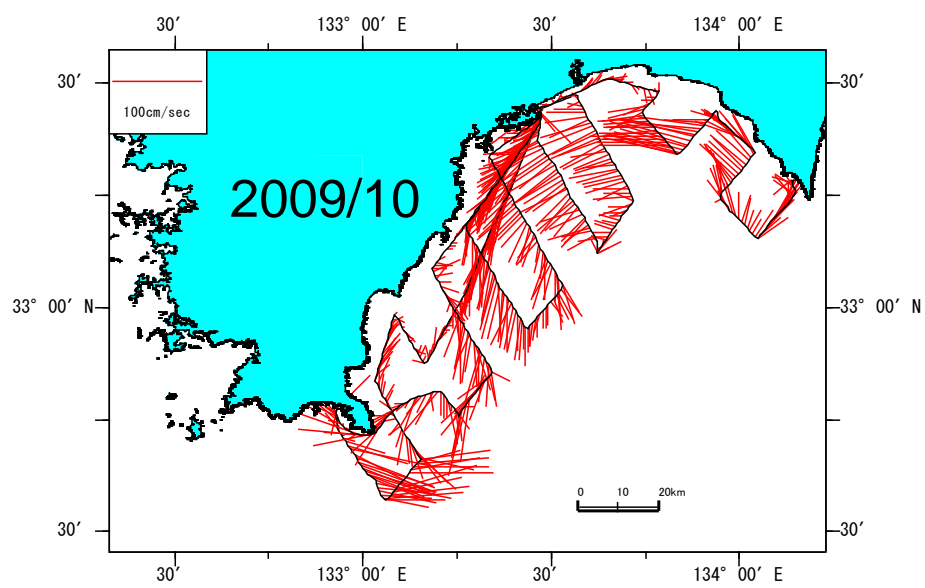 30′ 133° 00′ E 30′ 134° 00′ E
30′ 30′
100cm/sec
2009/10
33° 00′ N 33° 00′ N
0 10 20km
30′ 30′
30′ 133° 00′ E 30′ 134° 00′ E